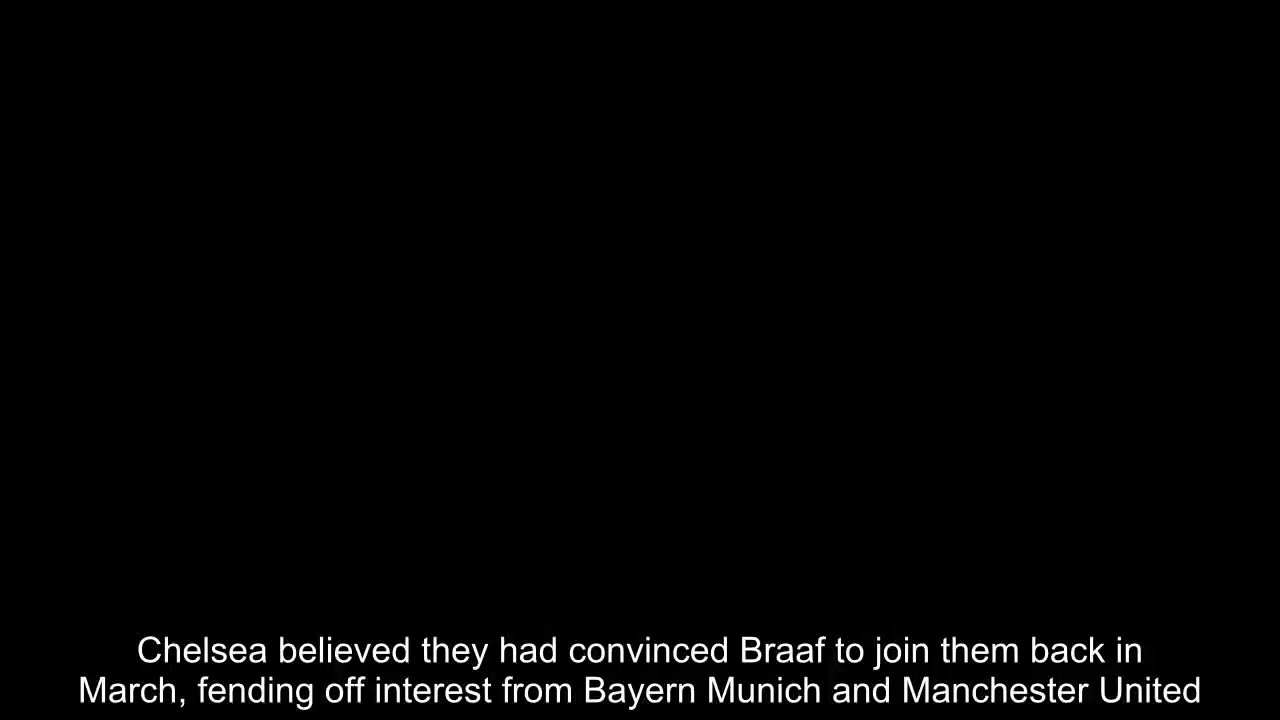 Chelsea believed they had convinced Braaf to join them back in
March, fending off interest from Bayern Munich and Manchester United